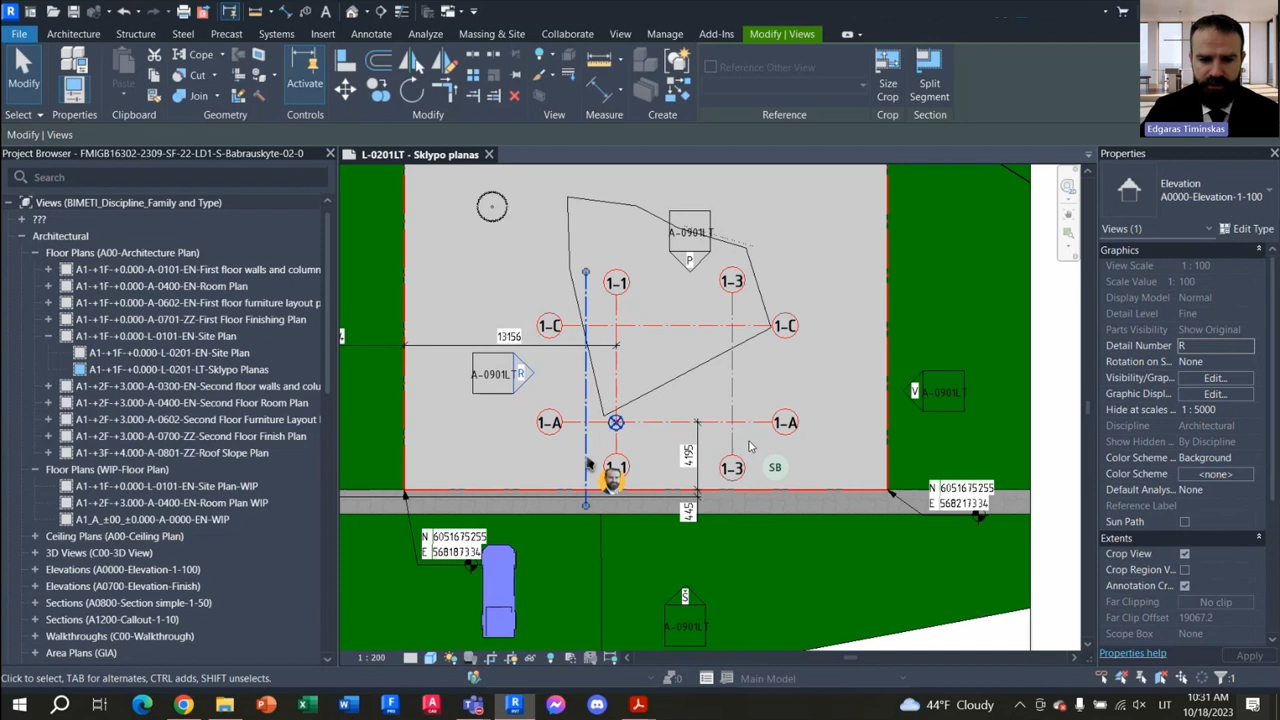 File
Architecture
Structure
Steel
Precast
Systems
Insert
Annotate
Analyze
Massing & Site
Collaborate
View
Manage
Add-Ins
Modify | Views
Edgaras Timinskas
Modify
Cope
Cut
Join
Paste
Activate
Reference Other View
Size
Crop
Split
Segment
Select
Properties
Clipboard
Geometry
Controls
Modify
View
Measure
Create
Reference
Crop
Section
Modify | Views
Project Browser - FMIGB16302-2309-SF-22-LD1-S-Babrauskyte-02-0
L-0201LT - Sklypo planas
Properties
Search
Views (BIMETI_Discipline_Family and Type)
???
Architectural
Floor Plans (A00-Architecture Plan)
A1-+1F-+0.000-A-0101-EN-First floor walls and column
A1-+1F-+0.000-A-0400-EN-Room Plan
A1-+1F-+0.000-A-0602-EN-First floor furniture layout p
A1-+1F-+0.000-A-0701-ZZ-Floor Finishing Plan
A1-+1F-+0.000-L-0201-EN-Site Plan
A1-+1F-+0.000-L-0201-EN-Site Plan
A1-+1F-+0.000-L-0201-LT-Sklypo Planas
A1-+2F-+3.000-A-0300-EN-Second floor walls and colu
A1-+2F-+3.000-A-0400-EN-Second Floor Room Plan
A1-+2F-+3.000-A-0602-EN-Second Floor Furniture Layout
A1-+2F-+3.000-A-0700-ZZ-Second Floor Finish Plan
A1-+4F-+3.000-A-0801-ZZ-Roof Slope Plan
Floor Plans (WIP-Floor Plan)
A1-+1F-+0.000-L-0201-EN-Site Plan-WIP
A1-+2F-+3.000-A-0400-EN-Room Plan WIP
A1_A_±00_±0.000-A-0000-EN-WIP
Ceiling Plans (A00-Ceiling Plan)
3D Views (C00-3D View)
Elevations (A0000-Elevation-1-100)
Elevations (A0700-Elevation-Finish)
Sections (A0800-Section simple-1-50)
Sections (A1200-Callout-1-10)
Walkthroughs (C00-Walkthrough)
Area Plans (GIA)
A-0901LT
P
1-1
1-3
1-C
1-C
13156
A-0901LT
R
V
A-0901LT
1-A
1-A
4195
1-1
1-3
SB
445
N 6051675255
E 568217334
N 6051675255
E 568187334
S
A-0901LT
1 : 200
Elevation
A0000-Elevation-1-100
Views (1)
Edit Type
Graphics
View Scale 1 : 100
Scale Value 1: 100
Display Model Normal
Detail Level Fine
Parts Visibility Show Original
Detail Number R
Rotation on S... None
Visibility/Grap... Edit...
Graphic Displ... Edit...
Hide at scales ... 1 : 5000
Discipline Architectural
Show Hidden ... By Discipline
Color Scheme ... Background
Color Scheme <none>
Default Analys... None
Reference Label
Sun Path
Extents
Crop View
Crop Region V...
Annotation Cr...
Far Clipping No clip
Far Clip Offset 19067.2
Scope Box None
Properties help
Apply
Click to select, TAB for alternates, CTRL adds, SHIFT unselects.
:0
Main Model
:1
44°F Cloudy
LIT
10:31 AM
10/18/2023